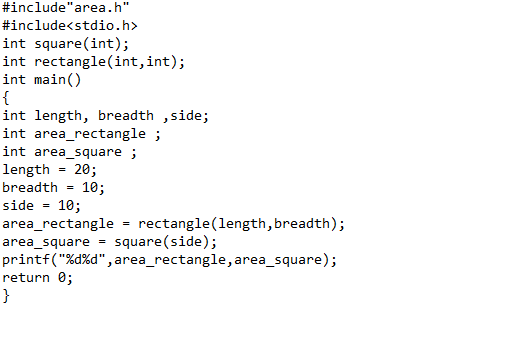 #include"area.h"
#include<stdio.h>
int square(int);
int rectangle(int,int);
int main()
{
int length, breadth ,side;
int area_rectangle ;
int area_square ;
length = 20;
breadth = 10;
side = 10;
area_rectangle = rectangle(length,breadth);
area_square = square(side);
printf("%d%d",area_rectangle,area_square);
return 0;
}